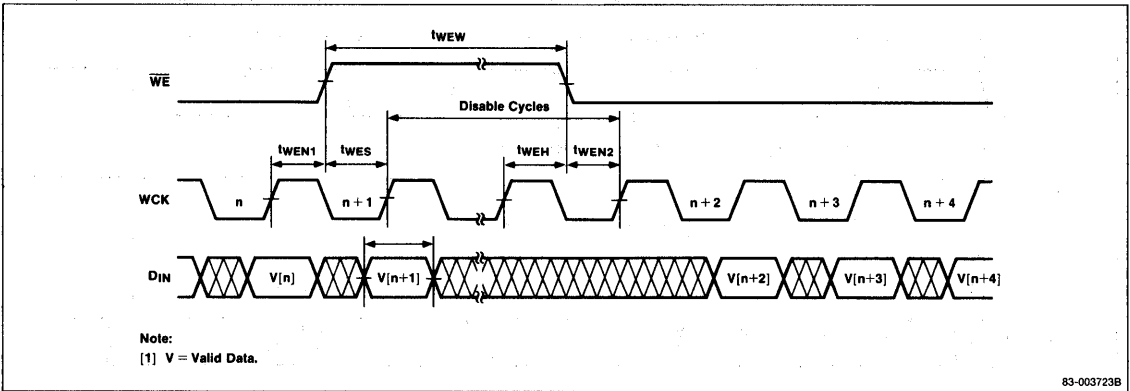 tWEW
WE
Disable Cycles
tWEN1 tWES tWEH tWEN2
WCK n n + 1 n + 2 n + 3 n + 4
DIN V[n] V[n+1] V[n+2] V[n+3] V[n+4]
Note:
[1] V = Valid Data.
83-003723B